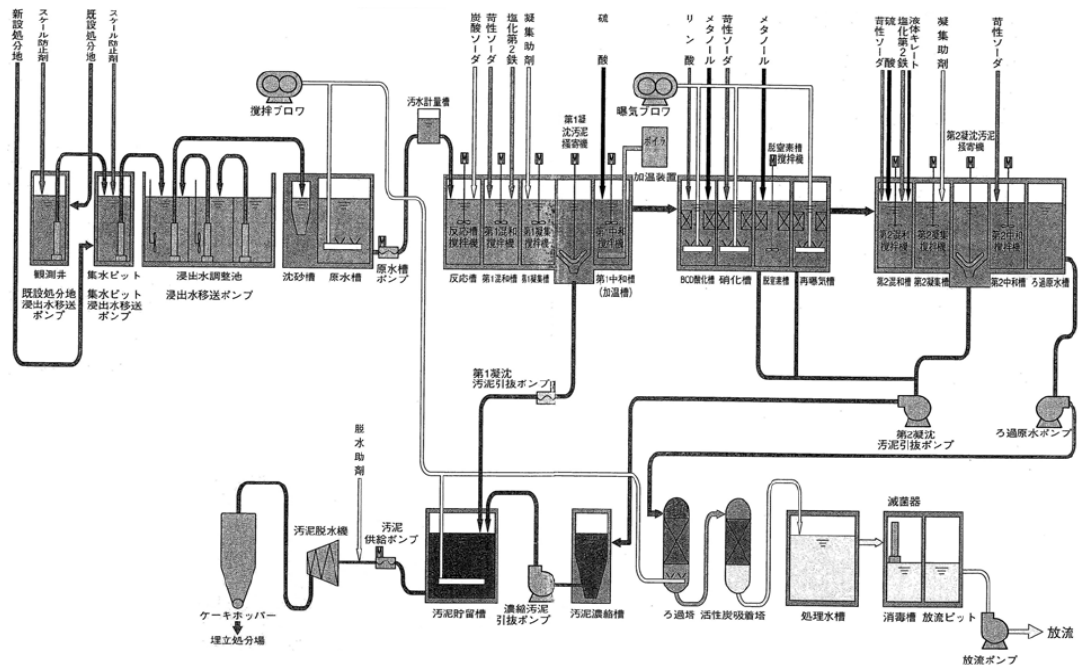 新設処分地
スケール防止剤
既設処分地
スケール防止剤
炭酸ソーダ
苛性ソーダ
塩化第2鉄
凝集助剤
硫酸
リン酸
メタノール
苛性ソーダ
メタノール
苛性ソーダ
硫酸
塩化第2鉄
液体キレート
凝集助剤
苛性ソーダ
撹拌ブロワ
汚水計量槽
第1凝
沈汚泥
掻寄機
ボイラ
加温装置
曝気ブロワ
脱窒素槽
撹拌機
第2凝沈汚泥
掻寄機
M
M
M
M
M
M
M
M
M
M
反応槽
撹拌機
第1混和
撹拌機
第1凝集
撹拌機
第1中和
撹拌機
第2混和
撹拌機
第2凝集
撹拌機
第2中和
撹拌機
観測井
集水ピット
浸出水調整池
沈砂槽
原水槽
原水槽
ポンプ
反応槽
第1混和槽
第1凝集槽
第1中和槽
(加温槽)
BOD酸化槽
硝化槽
脱窒素槽
再曝気槽
第2混和槽
第2凝集槽
第2中和槽
ろ過原水槽
既設処分地
浸出水移送
ポンプ
集水ピット
浸出水移送
ポンプ
浸出水移送ポンプ
第1凝沈
汚泥引抜ポンプ
第2凝沈
汚泥引抜ポンプ
ろ過原水ポンプ
脱水助剤
汚泥脱水機
汚泥
供給ポンプ
滅菌器
ケーキホッパー
埋立処分場
汚泥貯留槽
濃縮汚泥
引抜ポンプ
汚泥濃縮槽
ろ過塔
活性炭吸着塔
処理水槽
消毒槽
放流ピット
放流ポンプ
放流